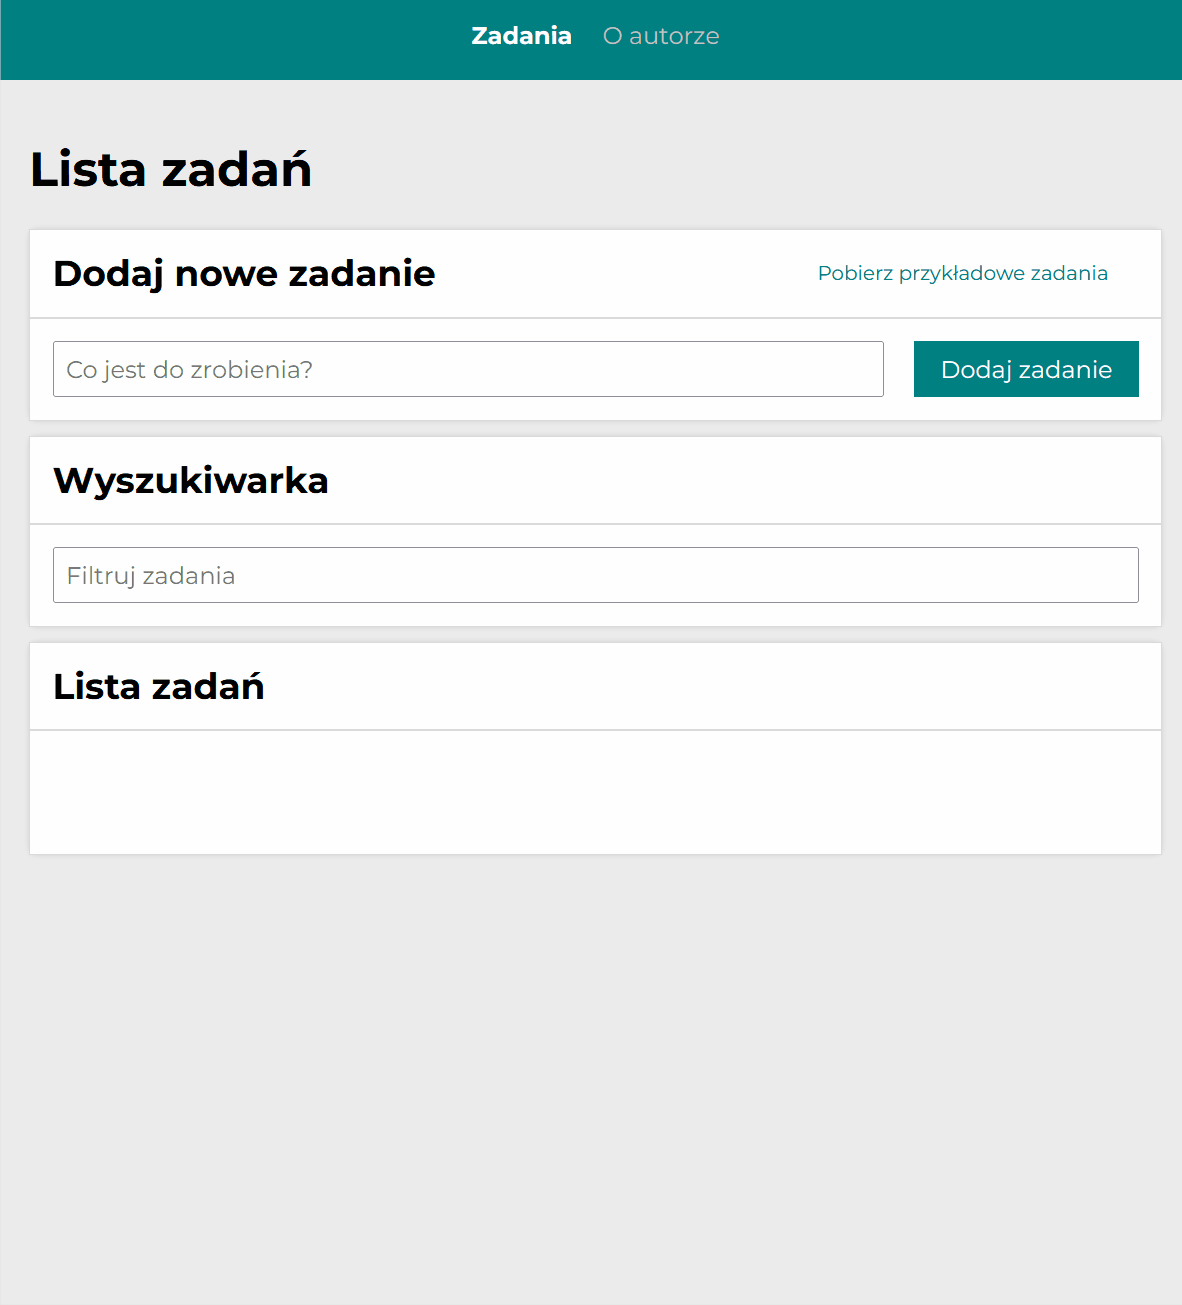 Zadania O autorze
Lista zadań
Dodaj nowe zadanie Pobierz przykładowe zadania
Co jest do zrobienia? Dodaj zadanie
Wyszukiwarka
Filtruj zadania
Lista zadań